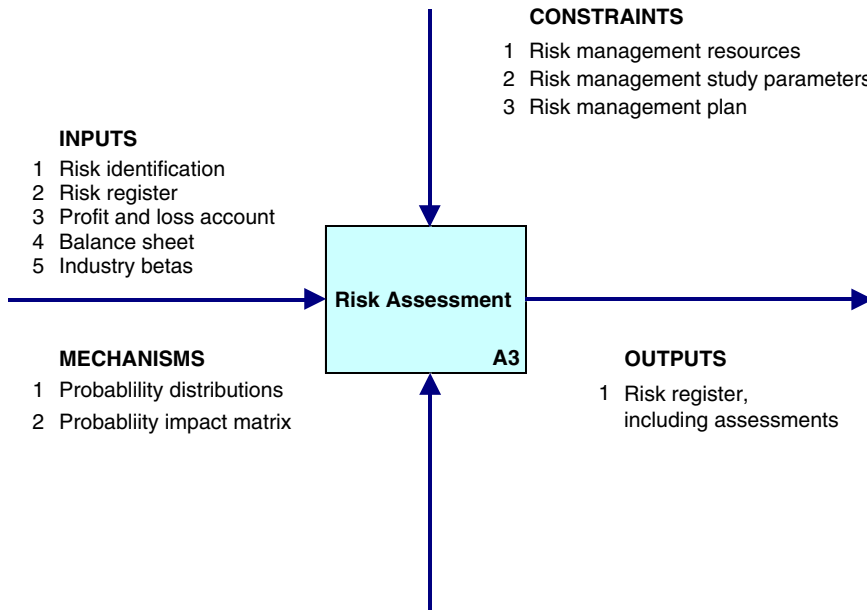 CONSTRAINTS
1 Risk management resources
2 Risk management study parameters
3 Risk management plan
INPUTS
1 Risk identification
2 Risk register
3 Profit and loss account
4 Balance sheet
5 Industry betas
Risk Assessment
A3
MECHANISMS
1 Probablility distributions
2 Probabliity impact matrix
OUTPUTS
1 Risk register,
including assessments